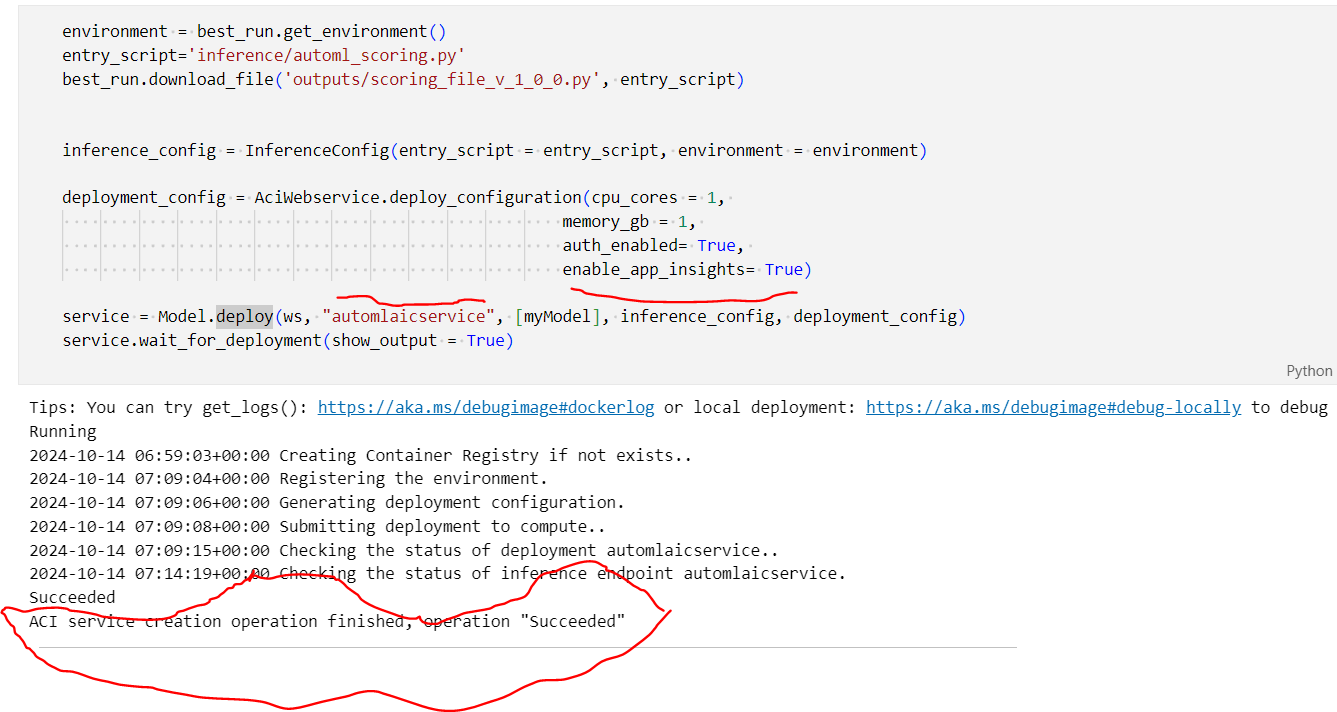 environment = best_run.get_environment()
entry_script='inference/automl_scoring.py'
best_run.download_file('outputs/scoring_file_v_1_0_0.py', entry_script)
inference_config = InferenceConfig(entry_script = entry_script, environment = environment)
deployment_config = AciWebservice.deploy_configuration(cpu_cores = 1,
memory_gb = 1,
auth_enabled= True,
enable_app_insights= True)
service = Model.deploy(ws, "automlaicservice", [myModel], inference_config, deployment_config)
service.wait_for_deployment(show_output = True)
Python
Tips: You can try get_logs(): https://aka.ms/debugimage#dockerlog or local deployment: https://aka.ms/debugimage#debug-locally to debug
Running
2024-10-14 06:59:03+00:00 Creating Container Registry if not exists..
2024-10-14 07:09:04+00:00 Registering the environment.
2024-10-14 07:09:06+00:00 Generating deployment configuration.
2024-10-14 07:09:08+00:00 Submitting deployment to compute..
2024-10-14 07:09:15+00:00 Checking the status of deployment automlaicservice..
2024-10-14 07:14:19+00:00 Checking the status of inference endpoint automlaicservice.
Succeeded
ACI service creation operation finished, operation "Succeeded"